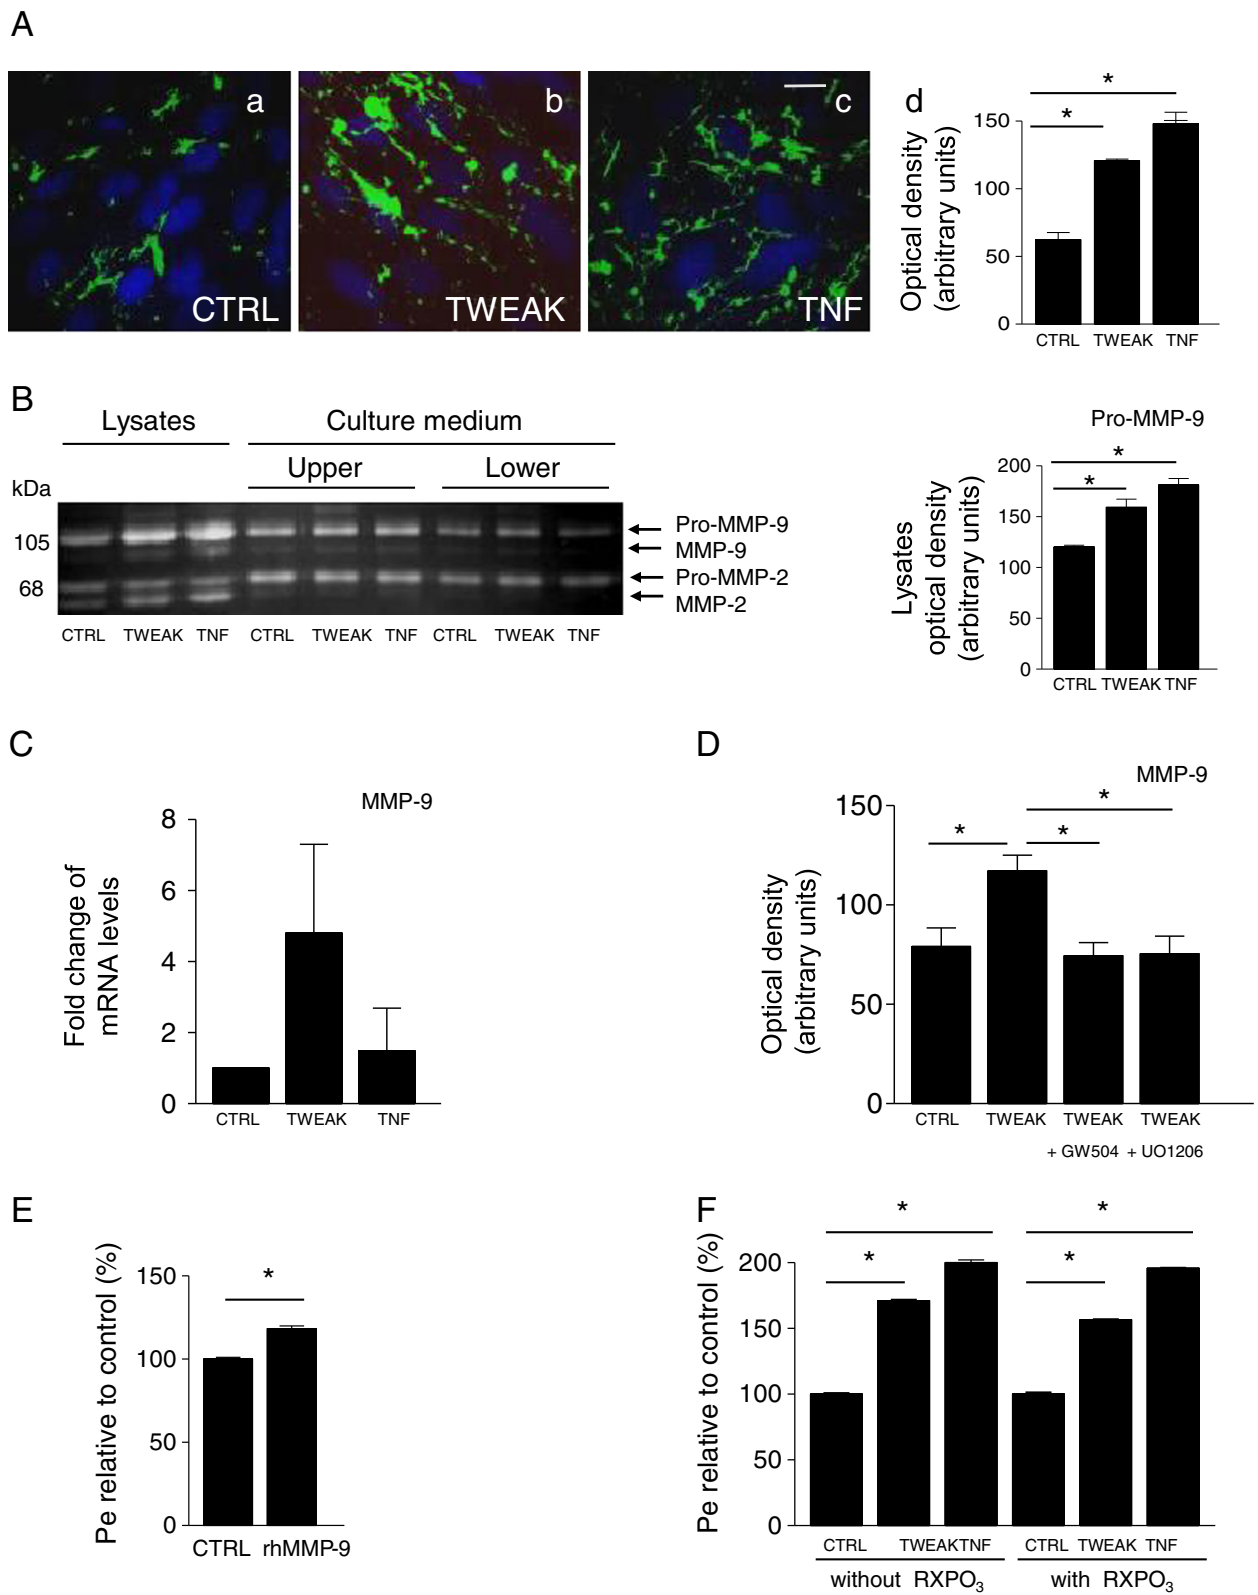 A
a
b
c
CTRL
TWEAK
TNF
d
Optical density
(arbitrary units)
*
*
150
100
50
0
CTRL TWEAK TNF
B
Lysates
Culture medium
Upper
Lower
kDa
105
68
Pro-MMP-9
MMP-9
Pro-MMP-2
MMP-2
CTRL TWEAK TNF CTRL TWEAK TNF CTRL TWEAK TNF
Pro-MMP-9
Lysates
optical density
(arbitrary units)
*
*
200
150
100
50
0
CTRL TWEAK TNF
C
MMP-9
Fold change of
mRNA levels
8
6
4
2
0
CTRL TWEAK TNF
D
MMP-9
Optical density
(arbitrary units)
*
*
*
150
100
50
0
CTRL TWEAK TWEAK TWEAK
+ GW504 + UO1206
E
Pe relative to control (%)
*
150
100
50
0
CTRL rhMMP-9
F
Pe relative to control (%)
*
*
*
*
200
150
100
50
0
CTRL TWEAKTNF CTRL TWEAK TNF
without RXPO3
with RXPO3